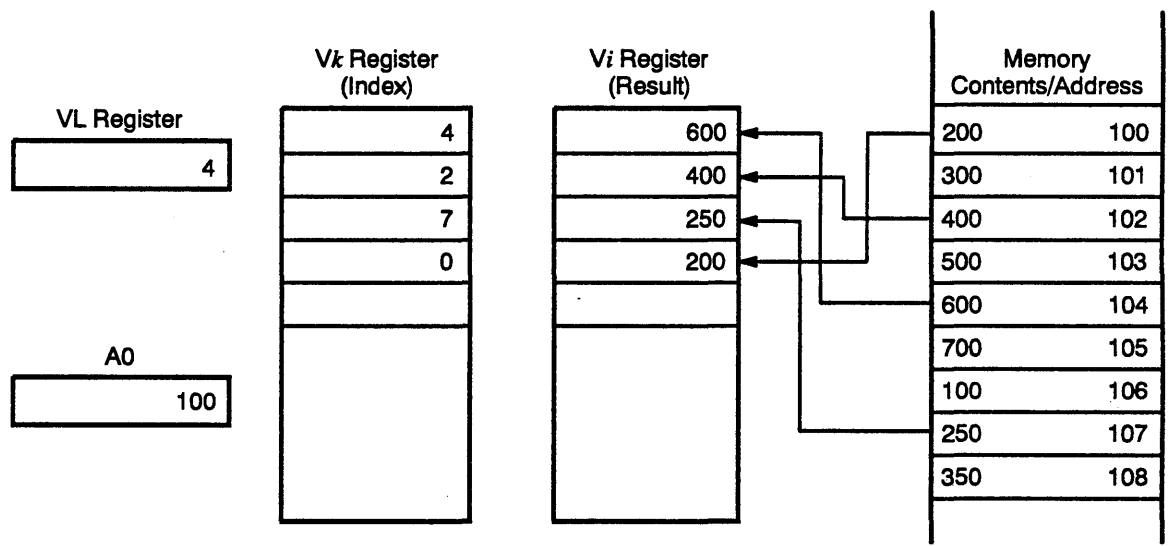 VL Register
4
A0
100
Vk Register
(Index)
4
2
7
0
Vi Register
(Result)
600
400
250
200
Memory
Contents/Address
200 100
300 101
400 102
500 103
600 104
700 105
100 106
250 107
350 108